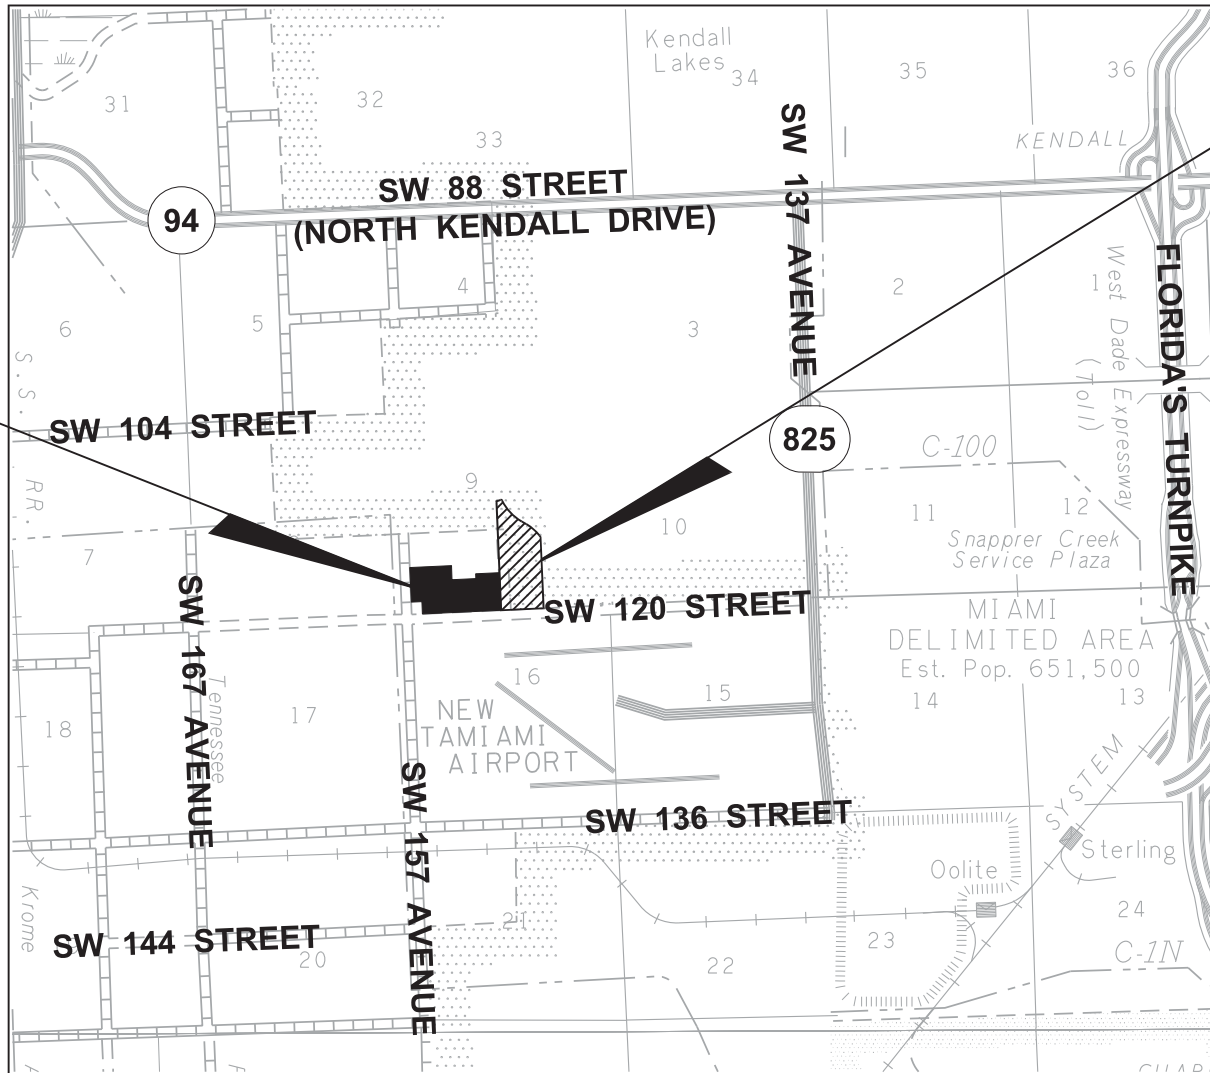 Kendall
Lakes
34
35
36
31
32
33
KENDALL
SW 88 STREET
(NORTH KENDALL DRIVE)
94
SW 137 AVENUE
FLORIDA'S TURNPIKE
West Dade Expressway
(Toll)
4
2
1
6
5
3
S.S.
RR.
SW 104 STREET
825
C-100
9
10
11
12
7
Snapprer Creek
Service Plaza
SW 120 STREET
MIAMI
DELIMITED AREA
Est. Pop. 651,500
SW 167 AVENUE
Tennessee
16
15
14
13
18
17
NEW
TAMIAMI
AIRPORT
SW 157 AVENUE
SW 136 STREET
SYSTEM
Sterling
Oolite
Krome
24
21
23
SW 144 STREET
20
22
C-1N